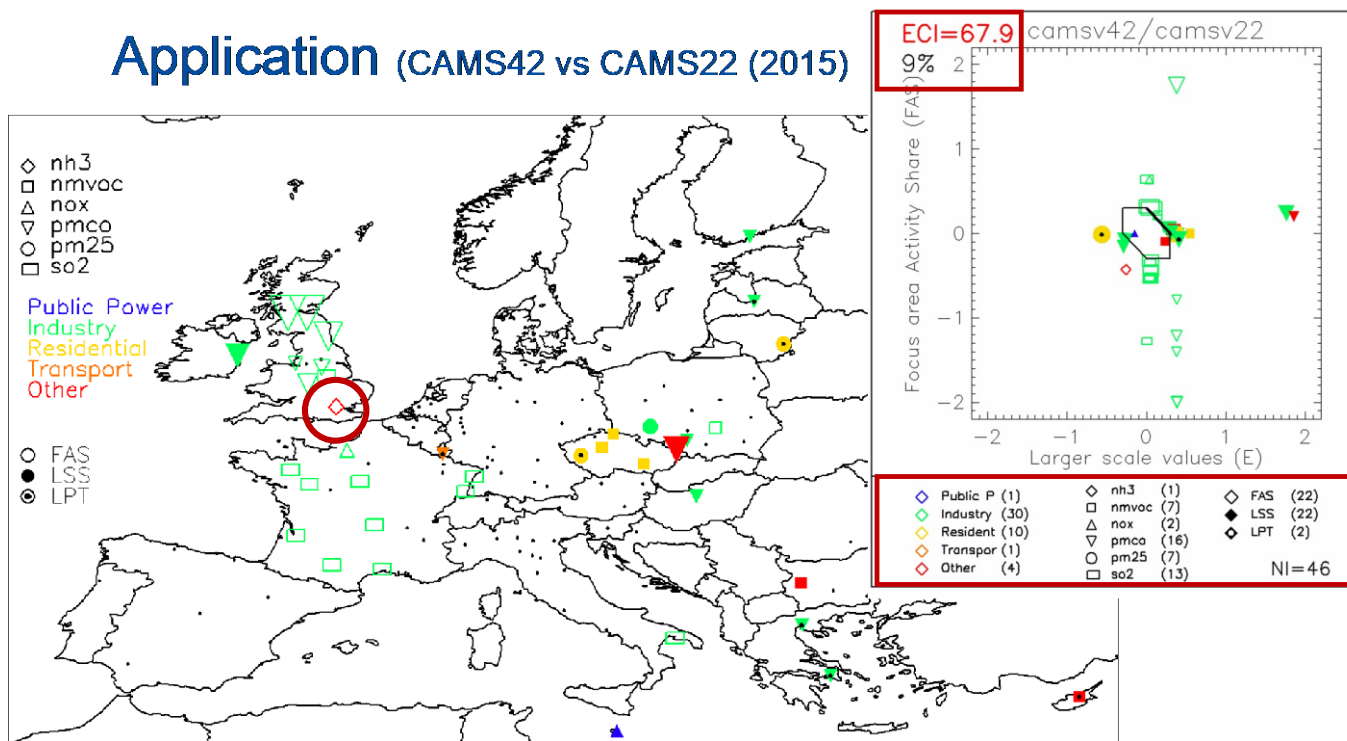 Application (CAMS42 vs CAMS22 (2015)
nh3
nmvoc
nox
pmco
pm25
so2
Public Power
Industry
Residential
Transport
Other
FAS
LSS
LPT
ECI=67.9
9%
camsv42/camsv22
Focus area Activity Share (FAS)
2
1
0
−1
−2
−2
−1
0
1
2
Larger scale values (E)
Public P (1)
Industry (30)
Resident (10)
Transpor (1)
Other (4)
nh3 (1)
nmvoc (7)
nox (2)
pmco (16)
pm25 (7)
so2 (13)
FAS (22)
LSS (22)
LPT (2)
NI=46